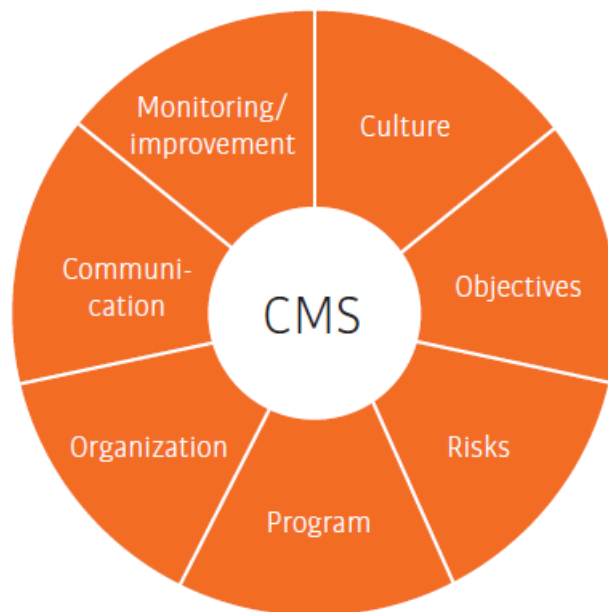 Monitoring/
improvement
Culture
Communi-
cation
CMS
Objectives
Organization
Risks
Program